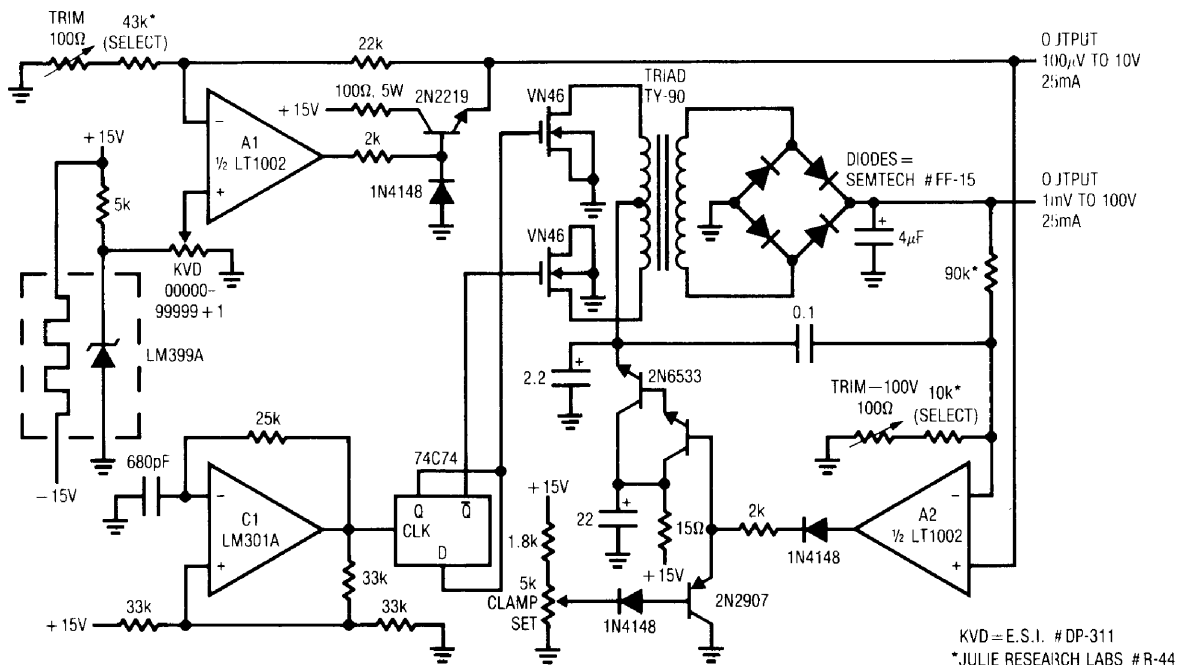 TRIM
100Ω
43k*
(SELECT)
22k
O JTPUT
100µV TO 10V
25mA
+15V
100Ω, 5W
2N2219
VN46
TRIAD
TY-90
−
A1
½ LT1002
+
2k
1N4148
DIODES=
SEMTECH #FF-15
O JTPUT
1mV TO 100V
25mA
+15V
5k
KVD
00000-
99999+1
VN46
+
4µF
90k*
LM399A
−15V
0.1
2.2
+
2N6533
TRIM–100V
100Ω
10k*
(SELECT)
25k
680pF
−
C1
LM301A
+
74C74
Q
Q̅
CLK
D
+15V
1.8k
5k
CLAMP
SET
22
+
15Ω
+15V
2k
1N4148
−
A2
½ LT1002
+
33k
+15V
33k
33k
1N4148
2N2907
KVD=E.S.I. #DP-311
*JULIE RESEARCH LABS #R-44